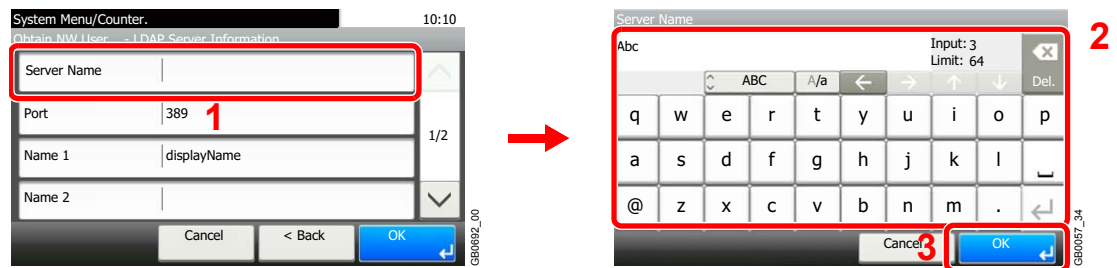 System Menu/Counter. 10:10
Obtain NW User... - LDAP Server Information
Server Name
Port 389
1
1/2
Name 1 displayName
Name 2
Cancel < Back OK
GB0692_00
Server Name
2
Abc Input: 3
Limit: 64
ABC A/a Del.
q w e r t y u i o p
a s d f g h j k l
@ z x c v b n m .
Cancel 3 OK
GB0057_34